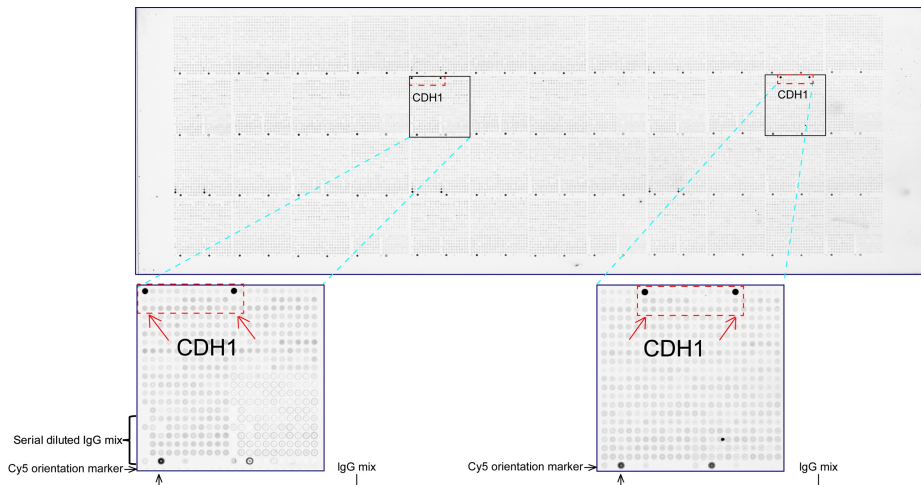 CDH1
CDH1
CDH1
CDH1
Serial diluted IgG mix
Cy5 orientation marker
IgG mix
Cy5 orientation marker
IgG mix